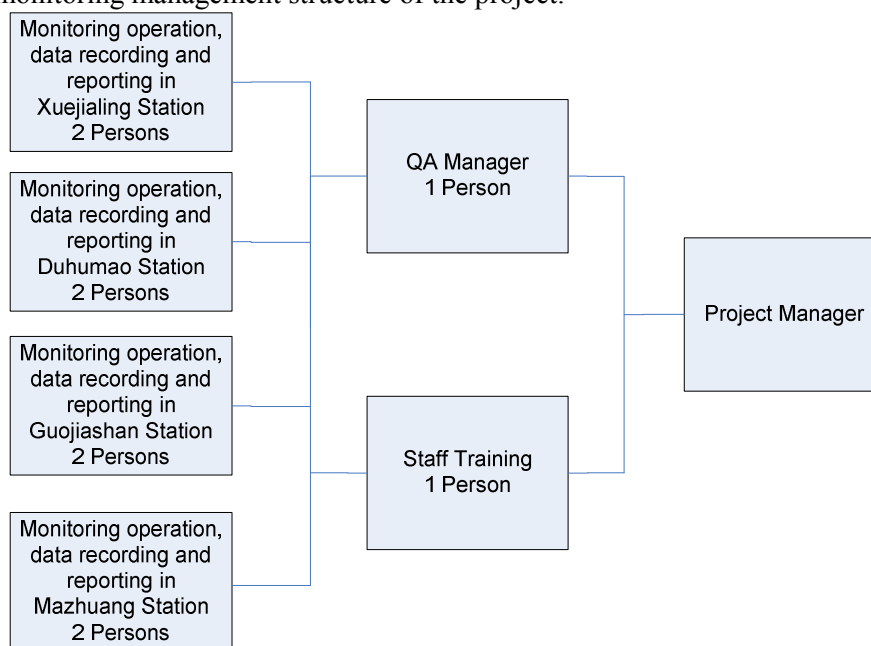 monitoring management structure of the project.
Monitoring operation,
data recording and
reporting in
Xuejialing Station
2 Persons
Monitoring operation,
data recording and
reporting in
Duhumao Station
2 Persons
Monitoring operation,
data recording and
reporting in
Guojiashan Station
2 Persons
Monitoring operation,
data recording and
reporting in
Mazhuang Station
2 Persons
QA Manager
1 Person
Staff Training
1 Person
Project Manager